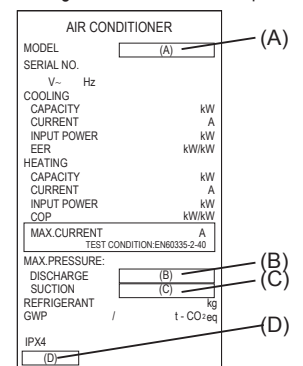 AIR CONDITIONER
MODEL (A) (A)
SERIAL NO.
V~ Hz
COOLING
CAPACITY kW
CURRENT A
INPUT POWER kW
EER kW/kW
HEATING
CAPACITY kW
CURRENT A
INPUT POWER kW
COP kW/kW
MAX.CURRENT A
TEST CONDITION:EN60335-2-40
MAX.PRESSURE:
DISCHARGE (B) (B)
SUCTION (C) (C)
REFRIGERANT kg
GWP / t - CO2eq
IPX4 (D)
(D)